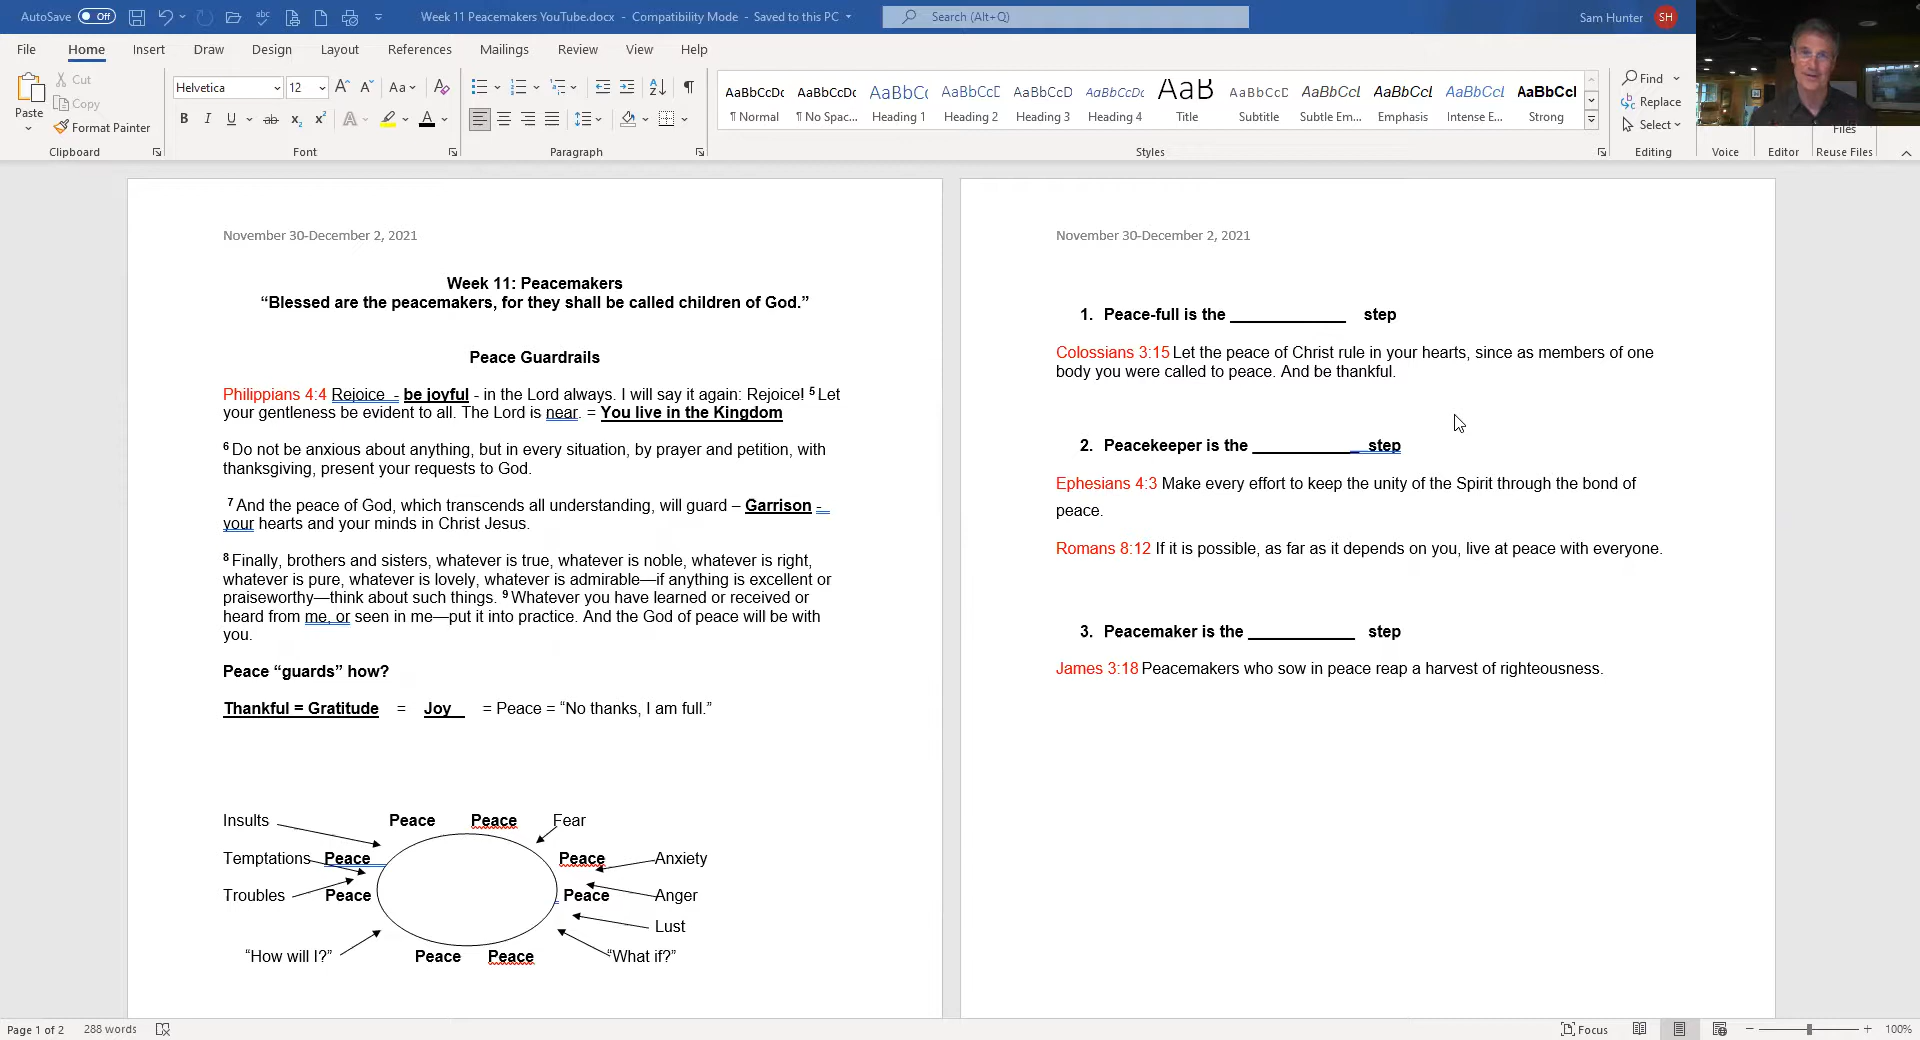 AutoSave Off Week 11 Peacemakers YouTube.docx - Compatibility Mode - Saved to this PC Search (Alt+Q) Sam Hunter SH
File Home Insert Draw Design Layout References Mailings Review View Help
Paste Cut Copy Format Painter
Clipboard
Helvetica 12
Font
Paragraph
AaBbCcDc AaBbCcDc AaBbC AaBbCcD AaBbCcD AaBbCcDc AaB AaBbCcD AaBbCcL AaBbCcL AaBbCcL AaBbCcl
¶ Normal ¶ No Spac... Heading 1 Heading 2 Heading 3 Heading 4 Title Subtitle Subtle Em... Emphasis Intense E... Strong
Styles
Find
Replace
Select
Editing
Voice
Editor
Files
Reuse Files
November 30-December 2, 2021
Week 11: Peacemakers
“Blessed are the peacemakers, for they shall be called children of God.”
Peace Guardrails
Philippians 4:4 Rejoice - be joyful - in the Lord always. I will say it again: Rejoice! 5 Let
your gentleness be evident to all. The Lord is near. = You live in the Kingdom
6 Do not be anxious about anything, but in every situation, by prayer and petition, with
thanksgiving, present your requests to God.
7 And the peace of God, which transcends all understanding, will guard – Garrison -
your hearts and your minds in Christ Jesus.
8 Finally, brothers and sisters, whatever is true, whatever is noble, whatever is right,
whatever is pure, whatever is lovely, whatever is admirable—if anything is excellent or
praiseworthy—think about such things. 9 Whatever you have learned or received or
heard from me, or seen in me—put it into practice. And the God of peace will be with
you.
Peace “guards” how?
Thankful = Gratitude = Joy = Peace = “No thanks, I am full.”
Insults Peace Peace Fear
Temptations Peace Peace Anxiety
Troubles Peace Peace Anger
Lust
“How will I?” Peace Peace “What if?”
November 30-December 2, 2021
1. Peace-full is the _____________ step
Colossians 3:15 Let the peace of Christ rule in your hearts, since as members of one
body you were called to peace. And be thankful.
2. Peacekeeper is the ____________ step
Ephesians 4:3 Make every effort to keep the unity of the Spirit through the bond of
peace.
Romans 8:12 If it is possible, as far as it depends on you, live at peace with everyone.
3. Peacemaker is the ____________ step
James 3:18 Peacemakers who sow in peace reap a harvest of righteousness.
Page 1 of 2 288 words Focus 100%